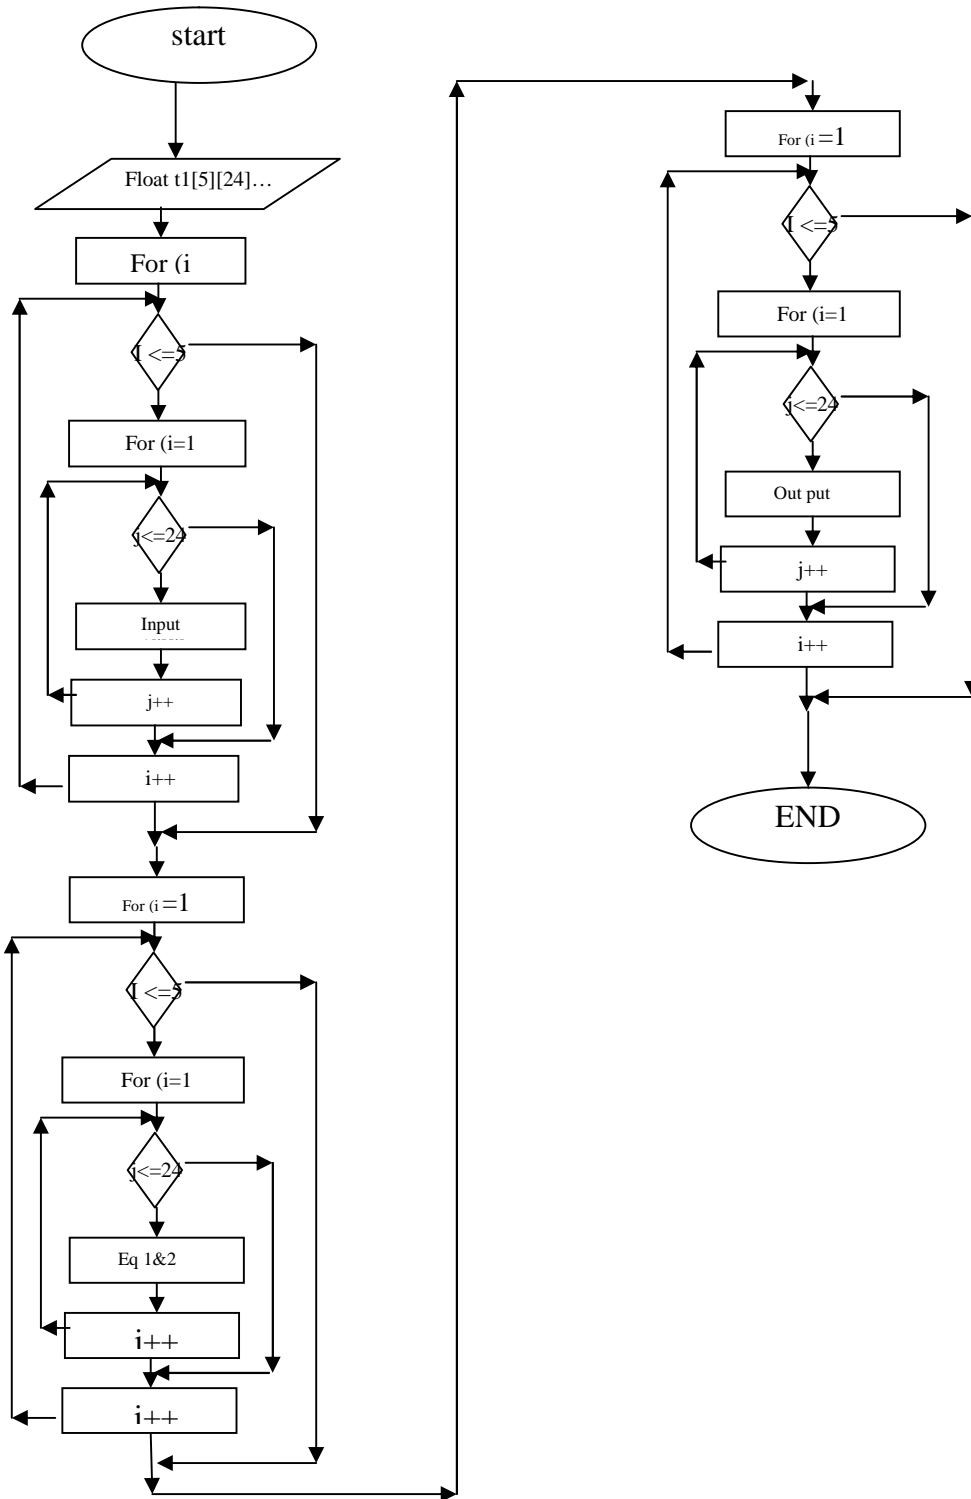 start
Float t1[5][24]…
For (i
I <=5
For (i=1
j<=24
Input
j++
i++
For (i =1
I <=5
For (i=1
j<=24
Eq 1&2
i++
i++
For (i =1
I <=5
For (i=1
j<=24
Out put
j++
i++
END